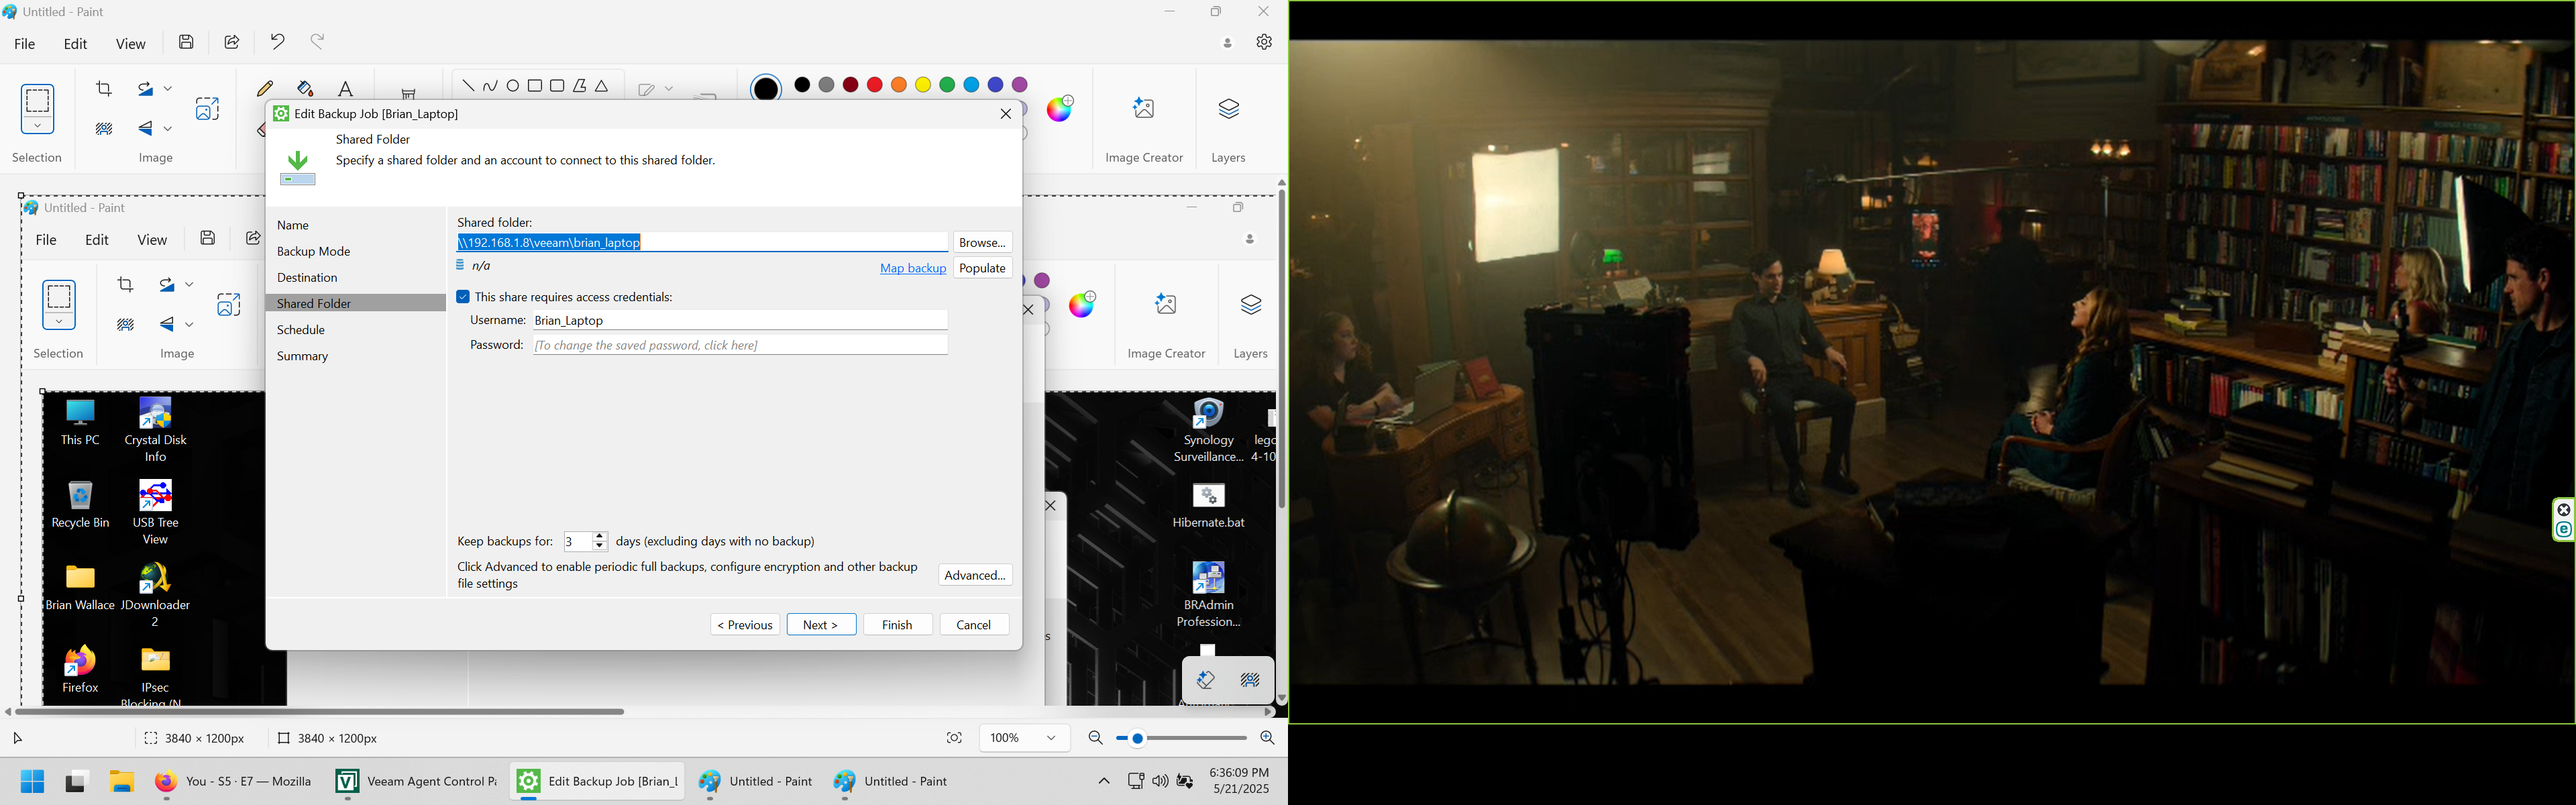 Untitled - Paint
File Edit View
Selection
Image
Image Creator
Layers
Edit Backup Job [Brian_Laptop]
Shared Folder
Specify a shared folder and an account to connect to this shared folder.
Name
Backup Mode
Destination
Shared Folder
Schedule
Summary
Shared folder:
\\192.168.1.8\veeam\brian_laptop
Browse...
n/a
Map backup
Populate
This share requires access credentials:
Username: Brian_Laptop
Password: [To change the saved password, click here]
Keep backups for: 3 days (excluding days with no backup)
Click Advanced to enable periodic full backups, configure encryption and other backup
file settings
Advanced...
< Previous
Next >
Finish
Cancel
Untitled - Paint
File Edit View
Selection
Image
Image Creator
Layers
This PC
Crystal Disk
Info
Recycle Bin
USB Tree
View
Brian Wallace
JDownloader
2
Firefox
IPsec
Blocking (N
Synology
Surveillance...
lego
4-10
Hibernate.bat
BRAdmin
Profession...
s
3840 × 1200px
3840 × 1200px
100%
You - S5 · E7 — Mozilla
Veeam Agent Control Pa
Edit Backup Job [Brian_L
Untitled - Paint
Untitled - Paint
6:36:09 PM
5/21/2025